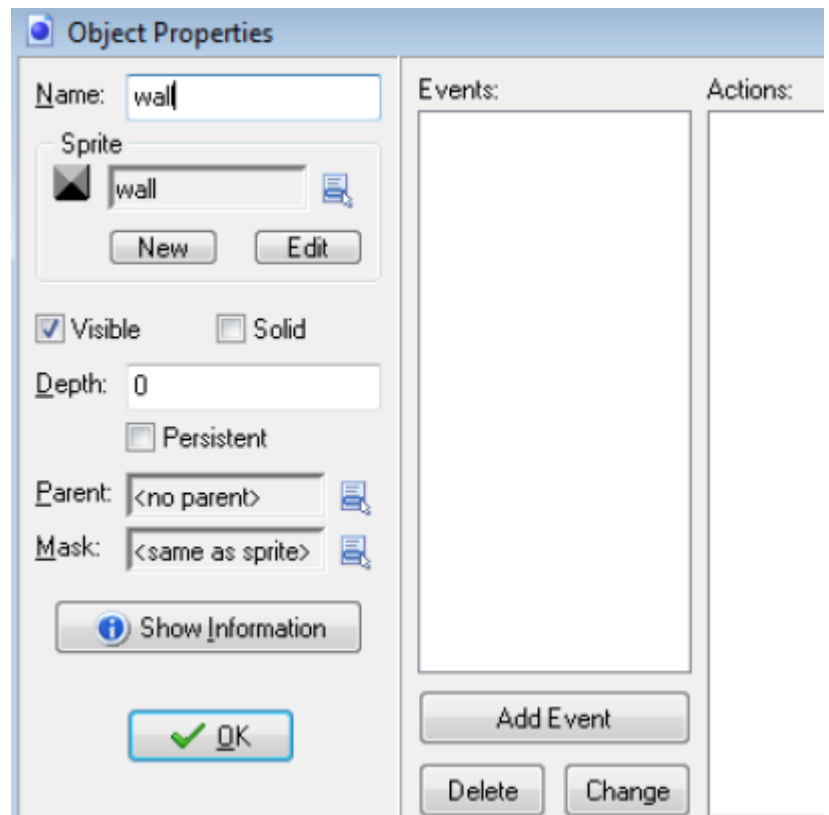 Object Properties
Name: wall
Sprite
wall
New Edit
Visible Solid
Depth: 0
Persistent
Parent: <no parent>
Mask: <same as sprite>
Show Information
OK
Events:
Add Event
Delete Change
Actions: